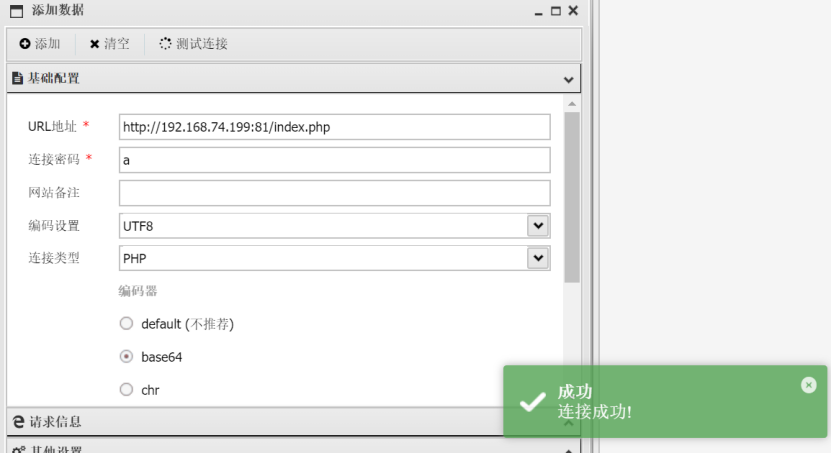 添加数据
添加 清空 测试连接
基础配置
URL地址 * http://192.168.74.199:81/index.php
连接密码 * a
网站备注
编码设置 UTF8
连接类型 PHP
编码器
default (不推荐)
base64
chr
成功
连接成功!
请求信息
其他设置